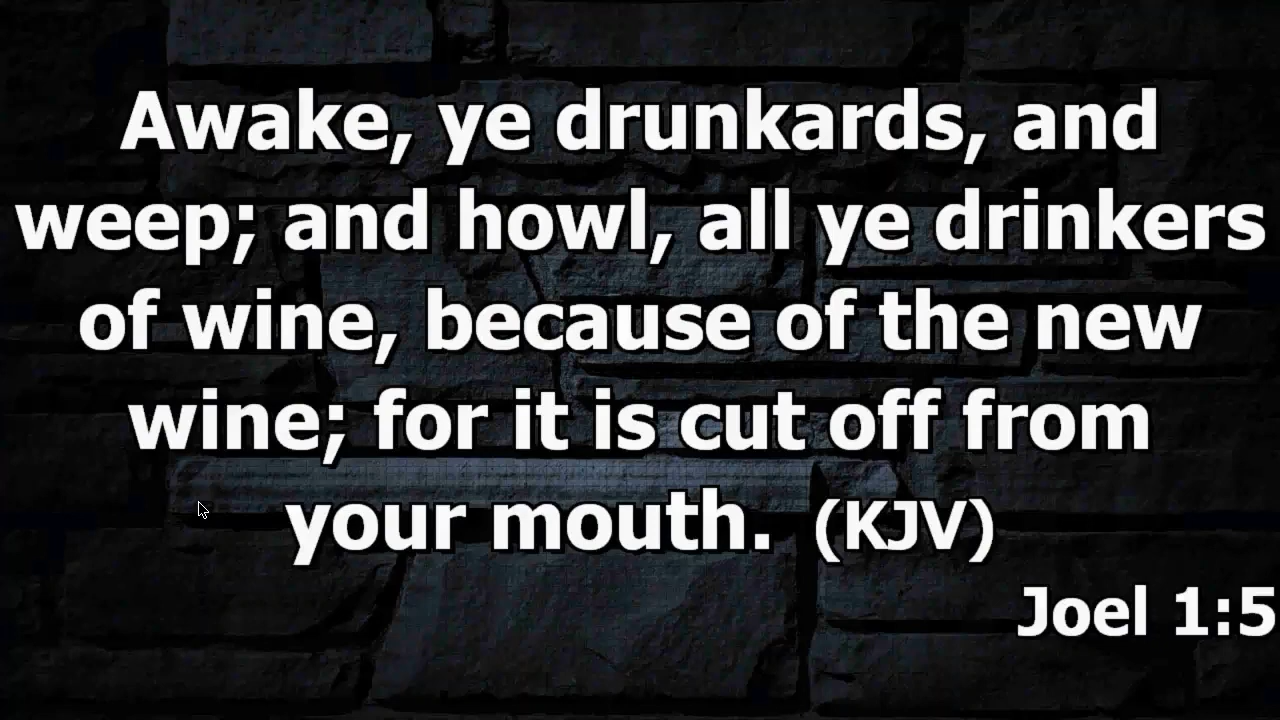 Awake, ye drunkards, and
weep; and howl, all ye drinkers
of wine, because of the new
wine; for it is cut off from
your mouth. (KJV)
Joel 1:5